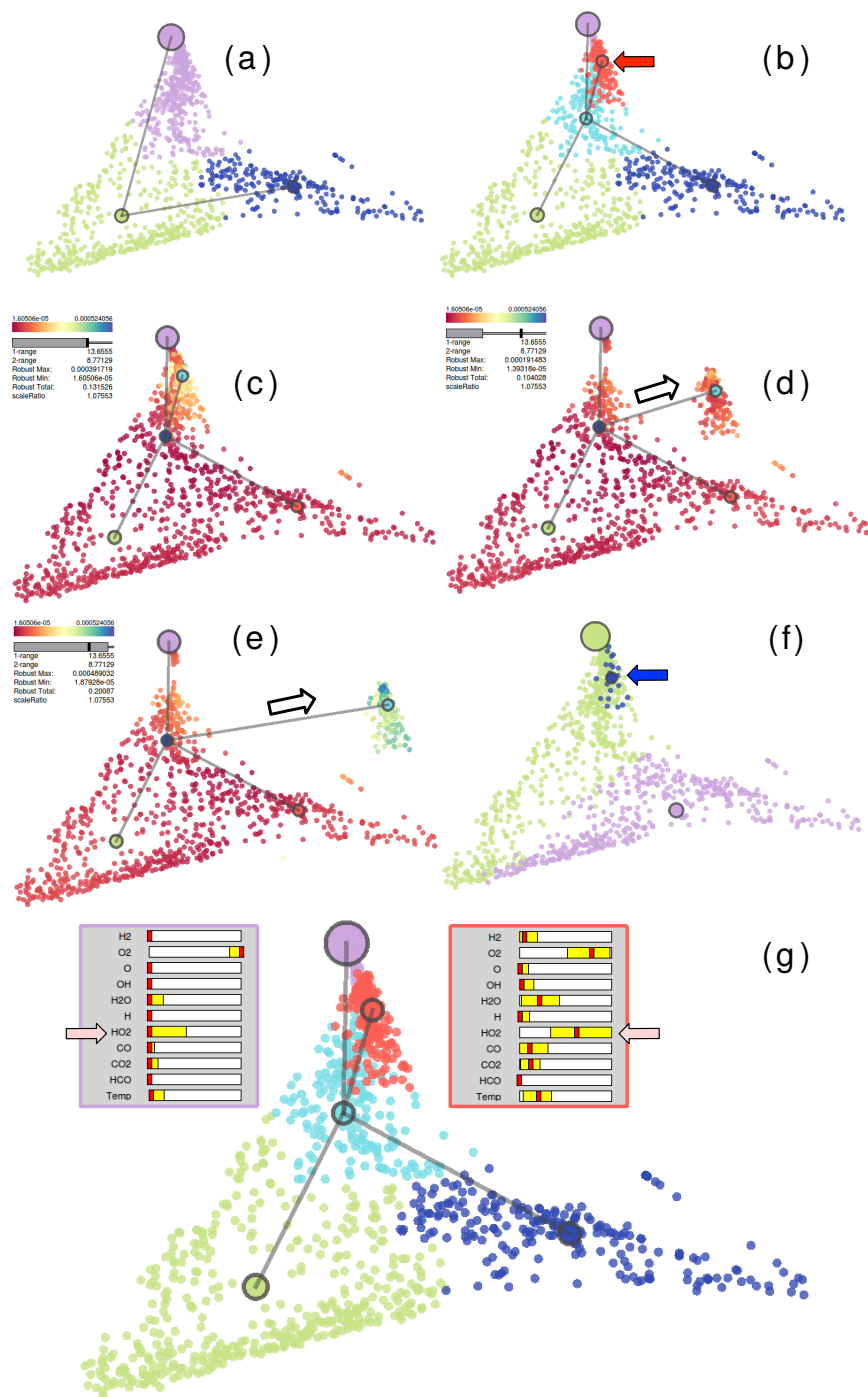 (a)
(b)
1.60506e-05 0.000524056
1-range 13.6555
2-range 8.77129
Robust Max: 0.000391719
Robust Min: 1.60506e-05
Robust Total: 0.131526
scaleRatio 1.07553
(c)
1.60506e-05 0.000524056
1-range 13.6555
2-range 8.77129
Robust Max: 0.000191483
Robust Min: 1.39318e-05
Robust Total: 0.104028
scaleRatio 1.07553
(d)
1.60506e-05 0.000524056
1-range 13.6555
2-range 8.77129
Robust Max: 0.000489032
Robust Min: 1.87928e-05
Robust Total: 0.20087
scaleRatio 1.07553
(e)
(f)
H2
O2
O
OH
H2O
H
HO2
CO
CO2
HCO
Temp
H2
O2
O
OH
H2O
H
HO2
CO
CO2
HCO
Temp
(g)